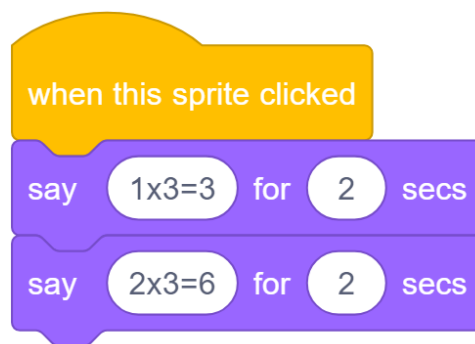 when this sprite clicked
say 1x3=3 for 2 secs
say 2x3=6 for 2 secs